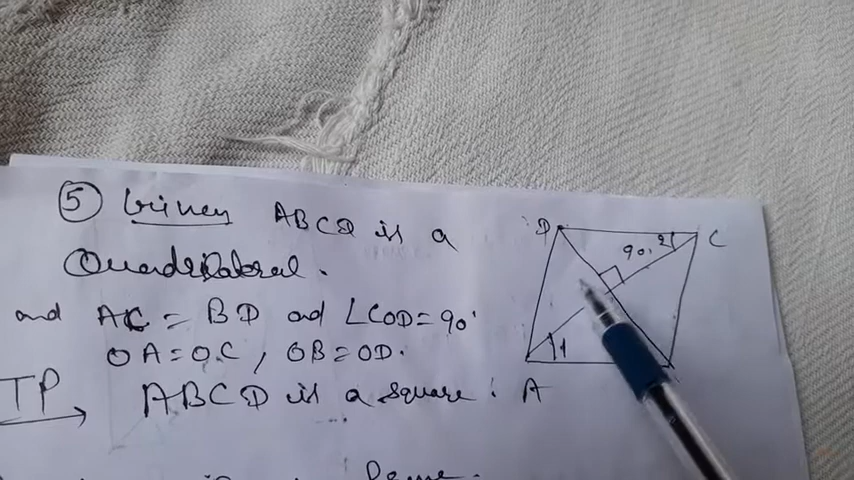 ⑤ Given ABCD is a
Quadrilateral.
and AC = BD and ∠COD = 90°
OA = OC, OB = OD.
TP → ABCD is a square.
D
C
90°
2
1
A